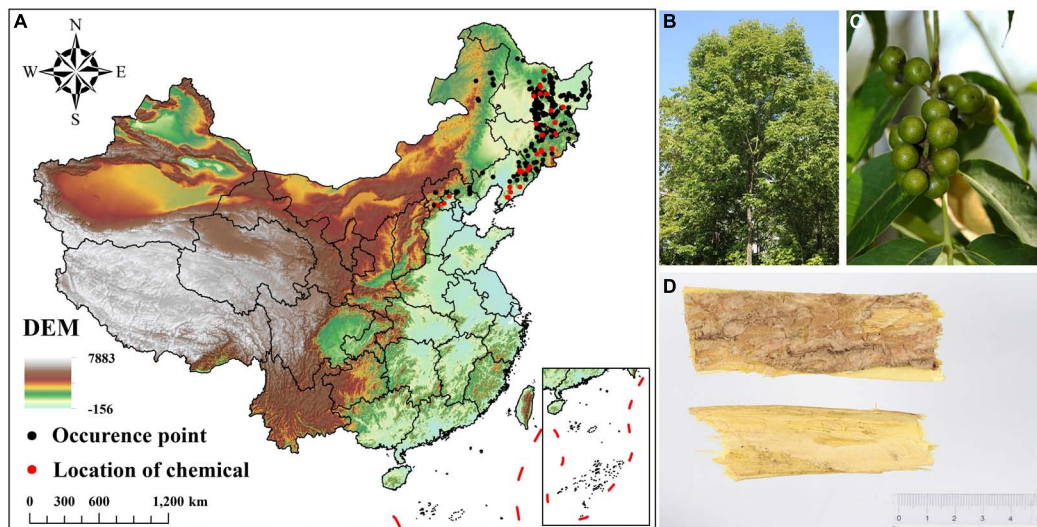 A
N
W
E
S
DEM
7883
-156
Occurence point
Location of chemical
0 300 600 1,200 km
B
C
D
0 1 2 3 4 5